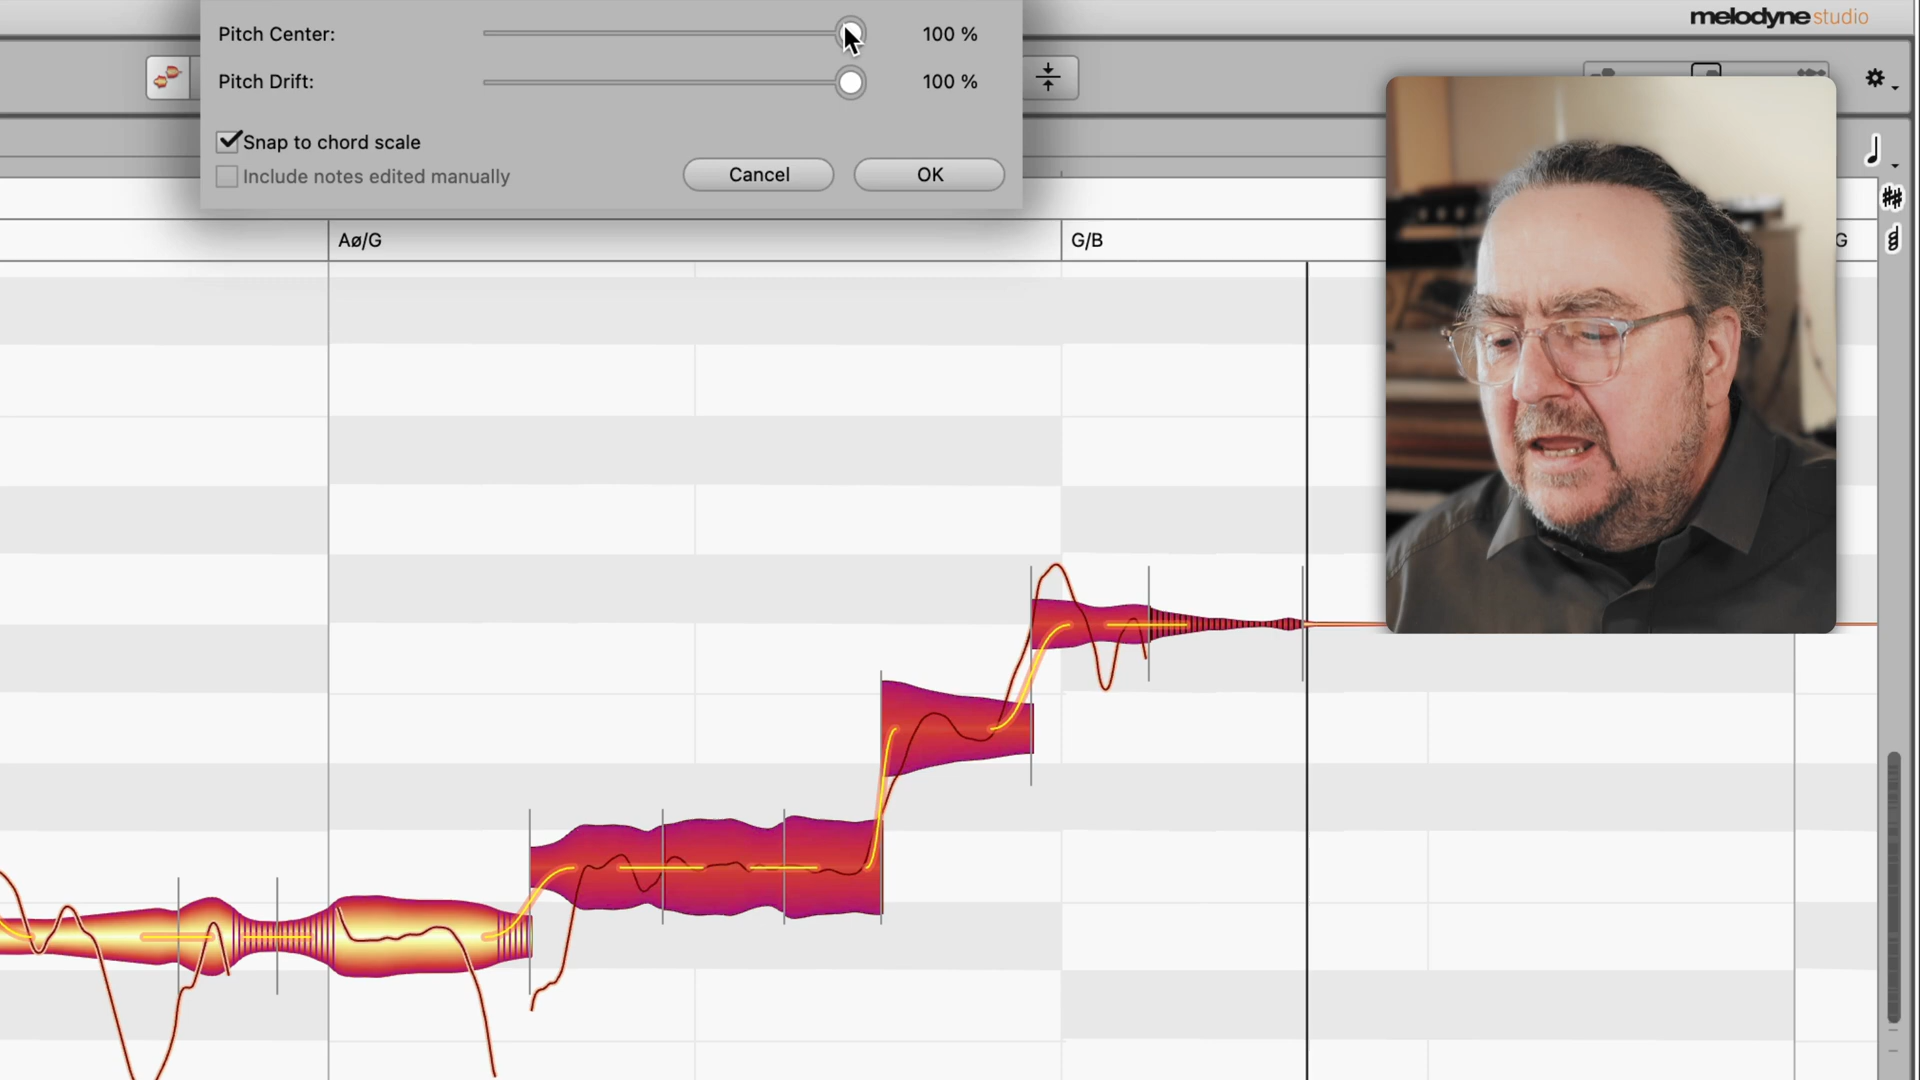 melodyne studio
Pitch Center: 100 %
Pitch Drift: 100 %
Snap to chord scale
Include notes edited manually
Cancel OK
Aø/G G/B G